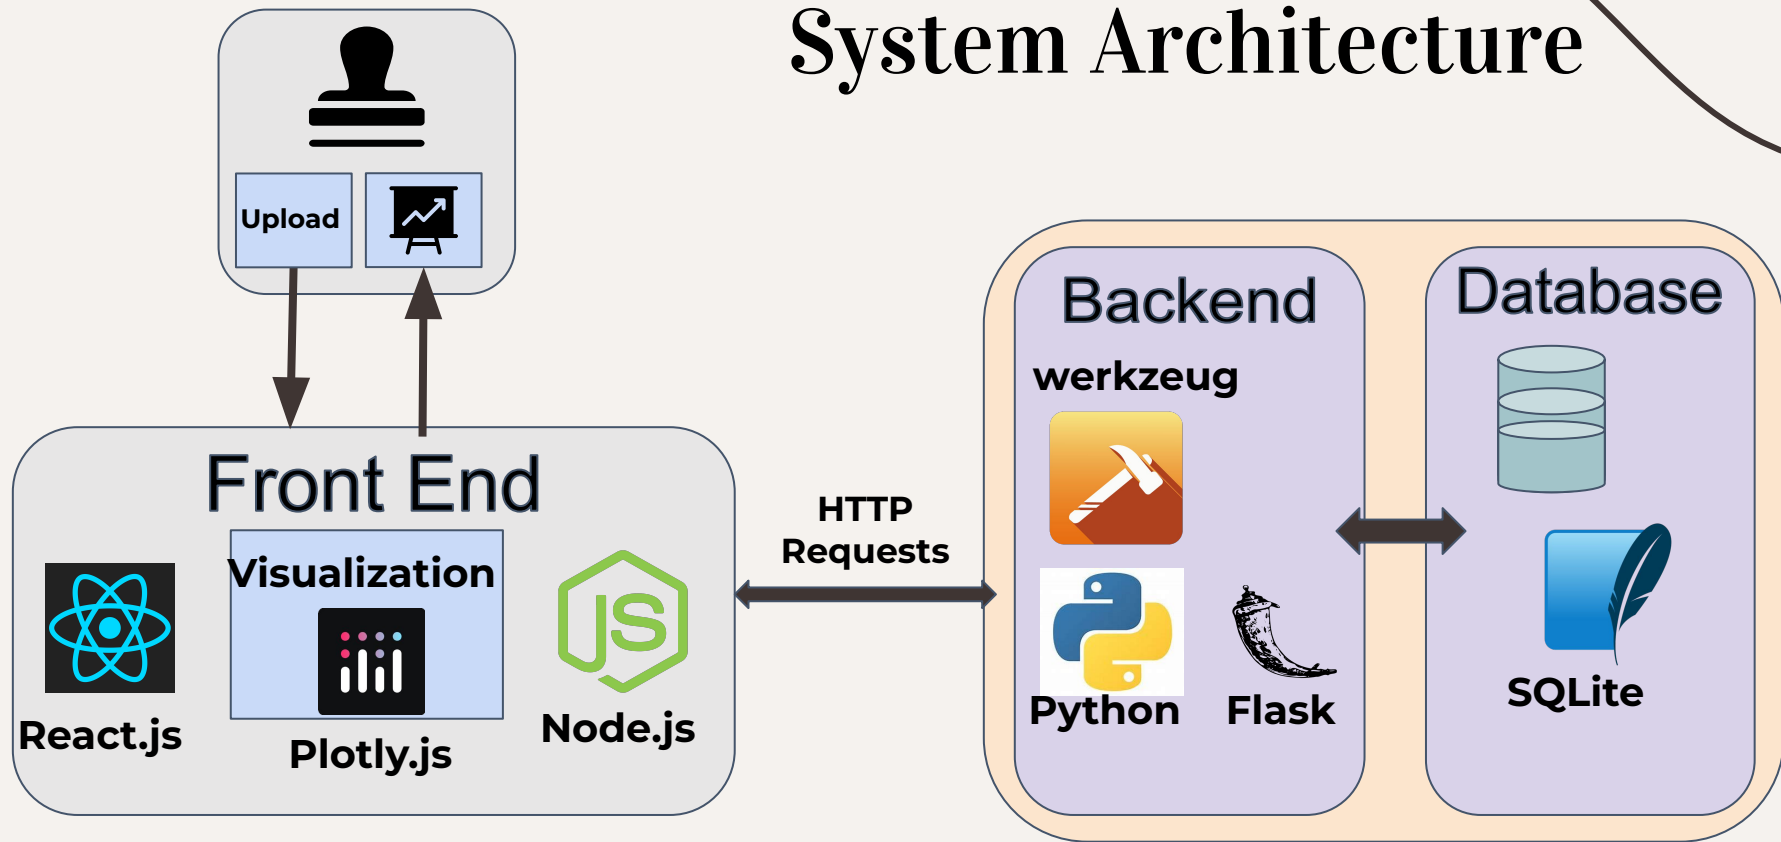 System Architecture
Upload
Front End
Visualization
React.js
Plotly.js
JS
Node.js
HTTP
Requests
Backend
werkzeug
Python
Flask
Database
SQLite